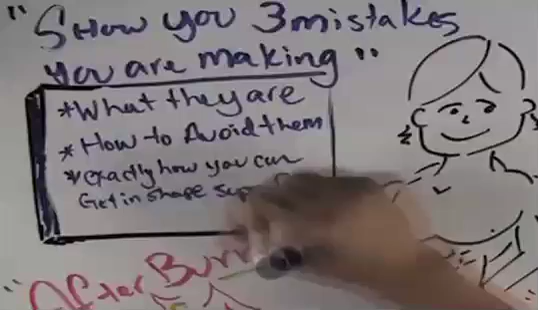 "Show you 3 mistakes
you are making"
*What they are
*How to Avoid them
*exactly how you can
Get in shape
"After